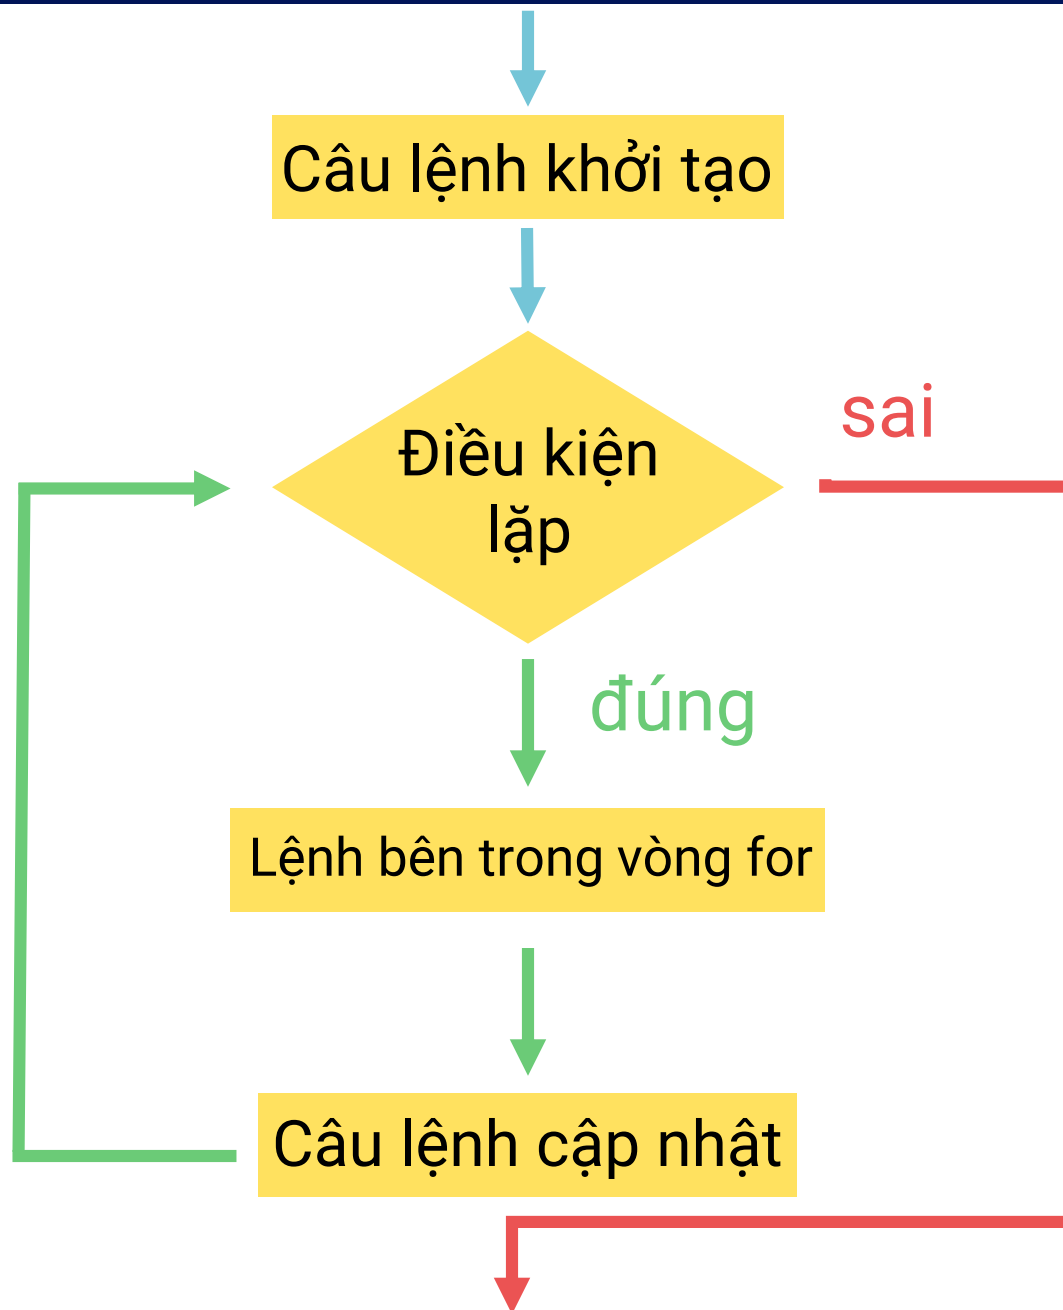 Câu lệnh khởi tạo
sai
Điều kiện
lặp
đúng
Lệnh bên trong vòng for
Câu lệnh cập nhật